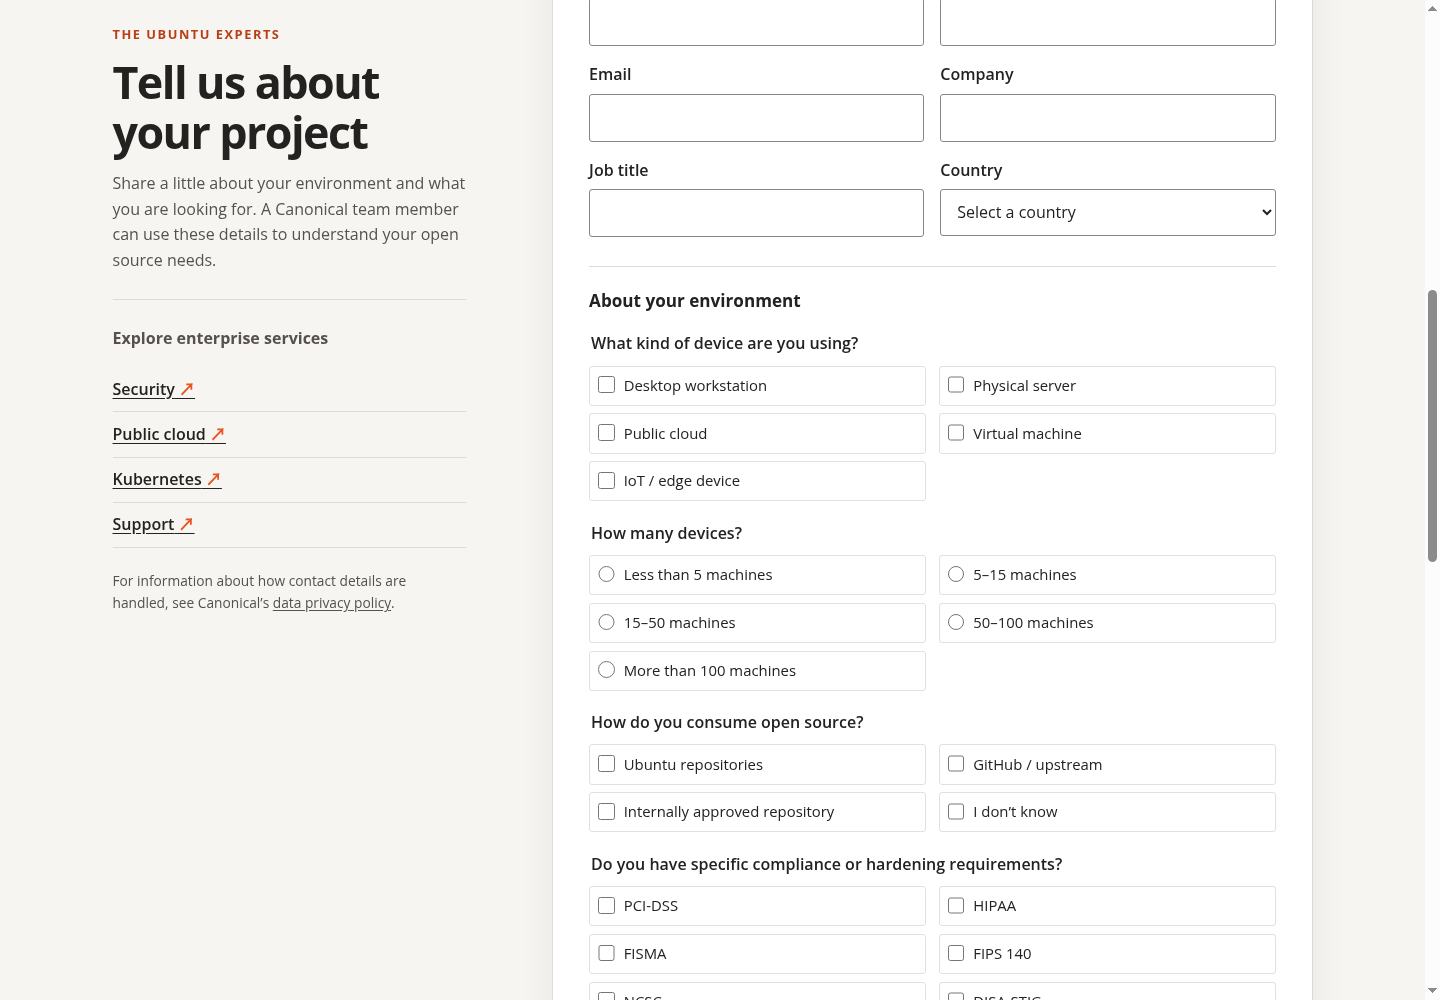 THE UBUNTU EXPERTS
Tell us about
your project
Share a little about your environment and what
you are looking for. A Canonical team member
can use these details to understand your open
source needs.
Explore enterprise services
Security ↗
Public cloud ↗
Kubernetes ↗
Support ↗
For information about how contact details are
handled, see Canonical’s data privacy policy.
Email
Company
Job title
Country
Select a country
About your environment
What kind of device are you using?
Desktop workstation
Physical server
Public cloud
Virtual machine
IoT / edge device
How many devices?
Less than 5 machines
5–15 machines
15–50 machines
50–100 machines
More than 100 machines
How do you consume open source?
Ubuntu repositories
GitHub / upstream
Internally approved repository
I don’t know
Do you have specific compliance or hardening requirements?
PCI-DSS
HIPAA
FISMA
FIPS 140